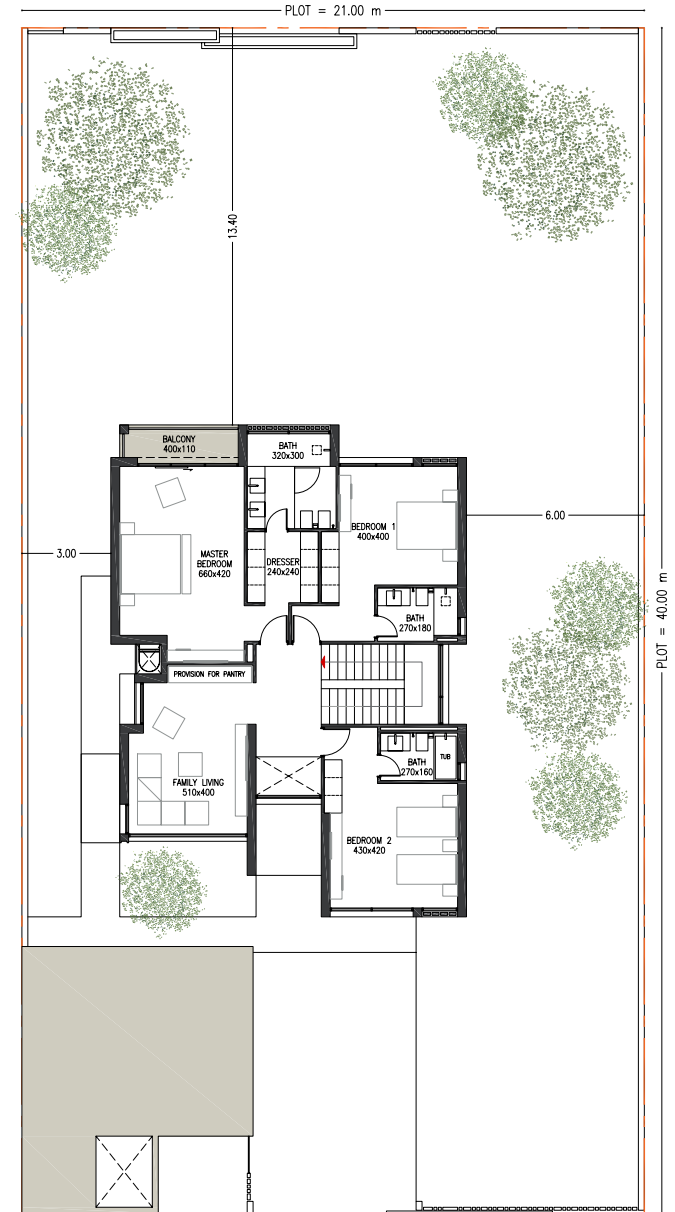 PLOT = 21.00 m
13.40
BALCONY
400x110
BATH
320x300
BEDROOM 1
400x400
6.00
3.00
MASTER
BEDROOM
660x420
DRESSER
240x240
BATH
270x180
PLOT = 40.00 m
PROVISION FOR PANTRY
FAMILY LIVING
510x400
BATH
270x160
TUB
BEDROOM 2
430x420